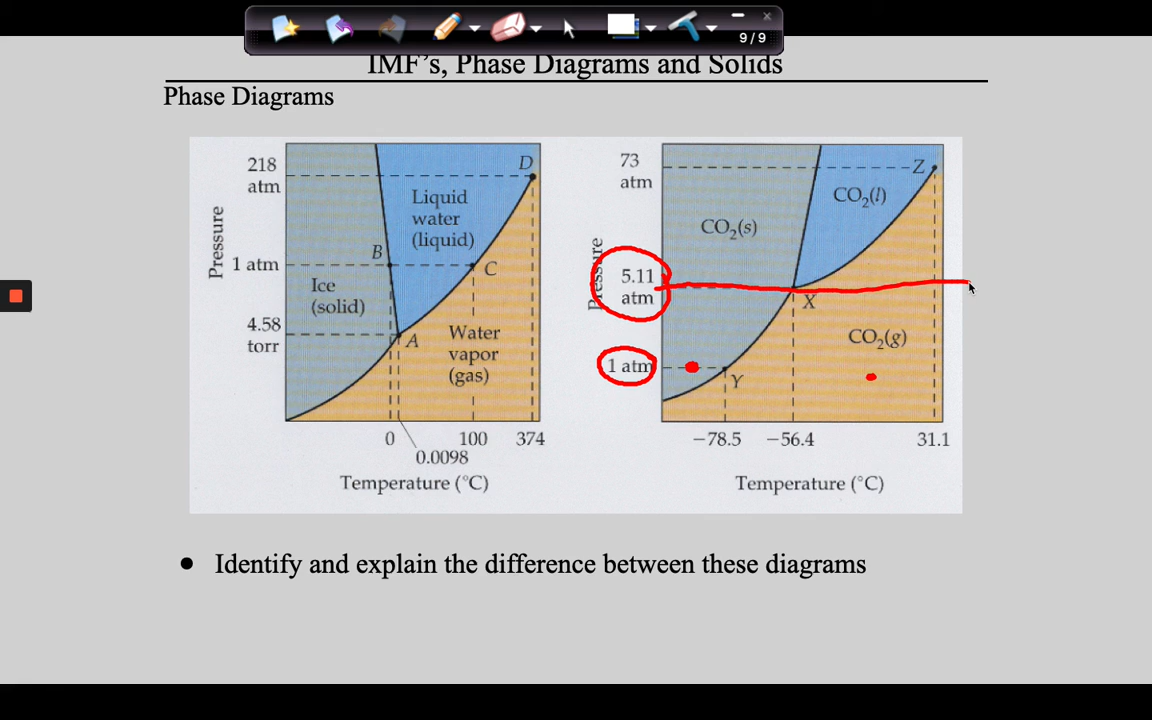 9/9
IMF's, Phase Diagrams and Solids
Phase Diagrams
218
atm
D
Liquid
water
(liquid)
B
Pressure
1 atm
C
Ice
(solid)
4.58
torr
A
Water
vapor
(gas)
0
100
374
0.0098
Temperature (°C)
73
atm
Z
CO₂(l)
CO₂(s)
Pressure
5.11
atm
X
CO₂(g)
1 atm
Y
−78.5
−56.4
31.1
Temperature (°C)
• Identify and explain the difference between these diagrams